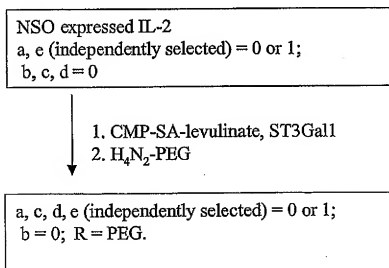 NSO expressed IL-2
a, e (independently selected) = 0 or 1;
b, c, d = 0
1. CMP-SA-levulinate, ST3Gal1
2. H₄N₂-PEG
a, c, d, e (independently selected) = 0 or 1;
b = 0; R = PEG.